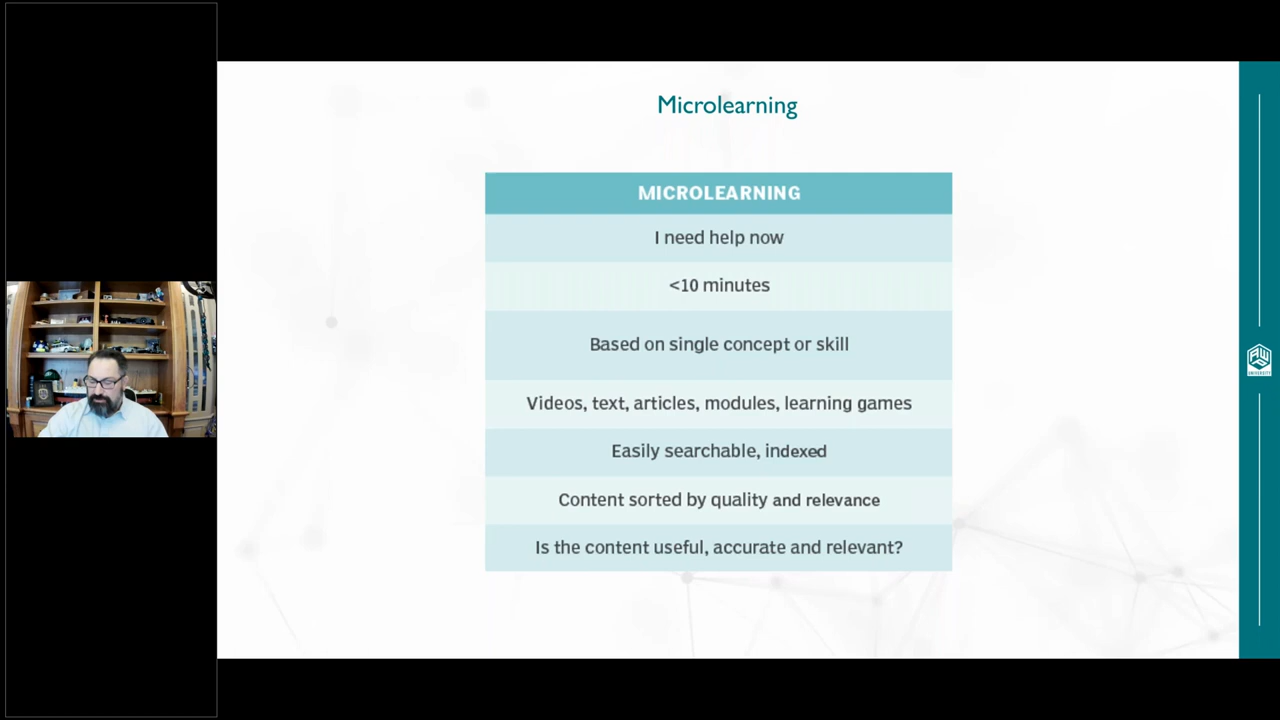 Microlearning
MICROLEARNING
I need help now
<10 minutes
Based on single concept or skill
Videos, text, articles, modules, learning games
Easily searchable, indexed
Content sorted by quality and relevance
Is the content useful, accurate and relevant?
UNIVERSITY